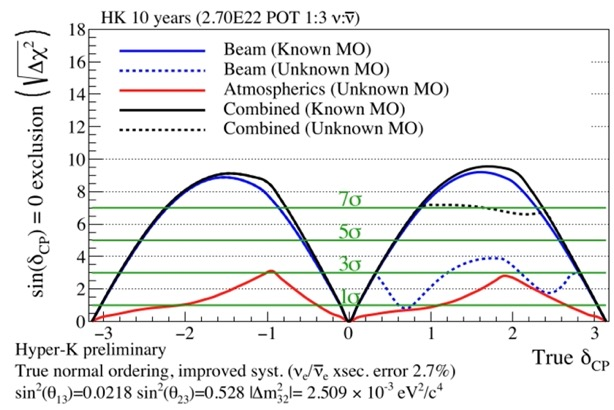 HK 10 years (2.70E22 POT 1:3 ν:ν̅)
sin(δCP) = 0 exclusion (√Δχ²)
18
16
14
12
10
8
6
4
2
0
Beam (Known MO)
Beam (Unknown MO)
Atmospherics (Known MO)
Combined (Known MO)
Combined (Unknown MO)
7σ
5σ
3σ
1σ
−3 −2 −1 0 1 2 3
True δCP
Hyper-K preliminary
True normal ordering, improved syst. (νe/ν̅e xsec. error 2.7%)
sin²(θ13)=0.0218 sin²(θ23)=0.528 |Δm²32|= 2.509 × 10⁻³ eV²/c⁴